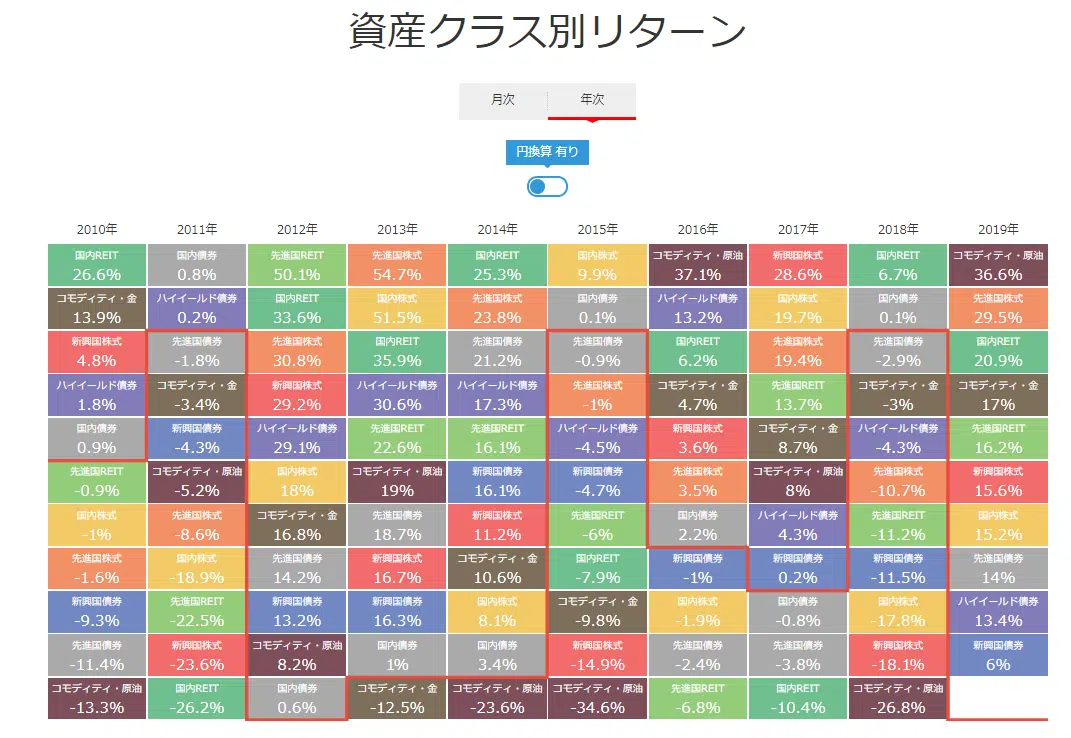 資産クラス別リターン
月次 年次
円換算 有り
2010年 2011年 2012年 2013年 2014年 2015年 2016年 2017年 2018年 2019年
国内REIT 国内債券 先進国REIT 先進国株式 国内REIT 国内株式 コモディティ・原油 新興国株式 国内REIT コモディティ・原油
26.6% 0.8% 50.1% 54.7% 25.3% 9.9% 37.1% 28.6% 6.7% 36.6%
コモディティ・金 ハイイールド債券 国内REIT 国内株式 先進国株式 国内債券 ハイイールド債券 国内株式 国内債券 先進国株式
13.9% 0.2% 33.6% 51.5% 23.8% 0.1% 13.2% 19.7% 0.1% 29.5%
新興国株式 先進国債券 先進国株式 国内REIT 先進国債券 先進国債券 国内REIT 先進国株式 先進国債券 国内REIT
4.8% -1.8% 30.8% 35.9% 21.2% -0.9% 6.2% 19.4% -2.9% 20.9%
ハイイールド債券 コモディティ・金 新興国株式 ハイイールド債券 ハイイールド債券 先進国株式 コモディティ・金 先進国REIT コモディティ・金 コモディティ・金
1.8% -3.4% 29.2% 30.6% 17.3% -1% 4.7% 13.7% -3% 17%
国内債券 新興国債券 ハイイールド債券 先進国REIT 先進国REIT ハイイールド債券 新興国株式 コモディティ・金 ハイイールド債券 先進国REIT
0.9% -4.3% 29.1% 22.6% 16.1% -4.5% 3.6% 8.7% -4.3% 16.2%
先進国REIT コモディティ・原油 国内株式 コモディティ・原油 新興国債券 新興国債券 先進国株式 コモディティ・原油 先進国株式 新興国株式
-0.9% -5.2% 18% 19% 16.1% -4.7% 3.5% 8% -10.7% 15.6%
国内株式 先進国株式 コモディティ・金 先進国債券 新興国株式 先進国REIT 国内債券 ハイイールド債券 先進国REIT 国内株式
-1% -8.6% 16.8% 18.7% 11.2% -6% 2.2% 4.3% -11.2% 15.2%
先進国株式 国内株式 先進国債券 新興国株式 コモディティ・金 国内REIT 新興国債券 新興国債券 新興国債券 先進国債券
-1.6% -18.9% 14.2% 16.7% 10.6% -7.9% -1% 0.2% -11.5% 14%
新興国債券 先進国REIT 新興国債券 新興国債券 国内株式 コモディティ・金 国内株式 国内債券 国内株式 ハイイールド債券
-9.3% -22.5% 13.2% 16.3% 8.1% -9.8% -1.9% -0.8% -17.8% 13.4%
先進国債券 新興国株式 コモディティ・原油 国内債券 国内債券 新興国株式 先進国債券 先進国債券 新興国株式 新興国債券
-11.4% -23.6% 8.2% 1% 3.4% -14.9% -2.4% -3.8% -18.1% 6%
コモディティ・原油 国内REIT 国内債券 コモディティ・金 コモディティ・原油 コモディティ・原油 先進国REIT 国内REIT コモディティ・原油
-13.3% -26.2% 0.6% -12.5% -23.6% -34.6% -6.8% -10.4% -26.8%